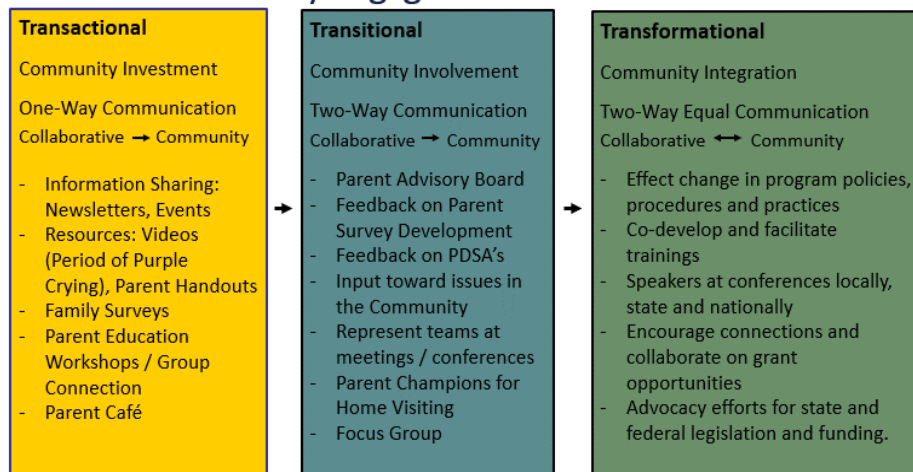 Transactional
Community Investment
One-Way Communication
Collaborative → Community
- Information Sharing:
Newsletters, Events
- Resources: Videos
(Period of Purple
Crying), Parent Handouts
- Family Surveys
- Parent Education
Workshops / Group
Connection
- Parent Café
Transitional
Community Involvement
Two-Way Communication
Collaborative → Community
- Parent Advisory Board
- Feedback on Parent
Survey Development
- Feedback on PDSA's
- Input toward issues in
the Community
- Represent teams at
meetings / conferences
- Parent Champions for
Home Visiting
- Focus Group
Transformational
Community Integration
Two-Way Equal Communication
Collaborative ↔ Community
- Effect change in program policies,
procedures and practices
- Co-develop and facilitate
trainings
- Speakers at conferences locally,
state and nationally
- Encourage connections and
collaborate on grant
opportunities
- Advocacy efforts for state and
federal legislation and funding.